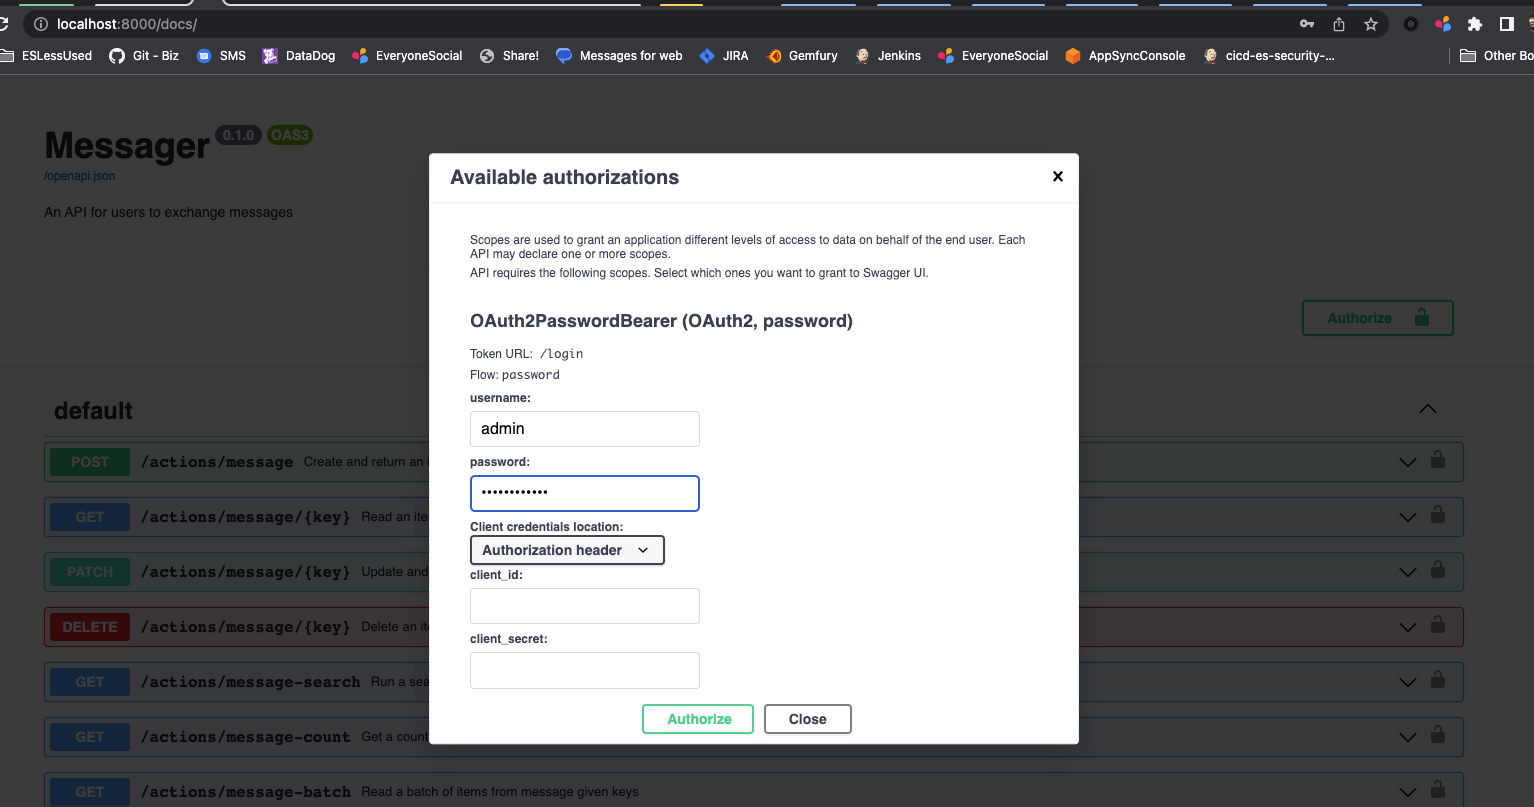 localhost:8000/docs/
ESLessUsed Git - Biz SMS DataDog EveryoneSocial Share! Messages for web JIRA Gemfury Jenkins EveryoneSocial AppSyncConsole cicd-es-security-... Other Bo
Messager 0.1.0 OAS3
/openapi.json
An API for users to exchange messages
Authorize
default
POST /actions/message Create and return an i
GET /actions/message/{key} Read an ite
PATCH /actions/message/{key} Update and
DELETE /actions/message/{key} Delete an ite
GET /actions/message-search Run a sea
GET /actions/message-count Get a count
GET /actions/message-batch Read a batch of items from message given keys
Available authorizations
Scopes are used to grant an application different levels of access to data on behalf of the end user. Each
API may declare one or more scopes.
API requires the following scopes. Select which ones you want to grant to Swagger UI.
OAuth2PasswordBearer (OAuth2, password)
Token URL: /login
Flow: password
username:
admin
password:
••••••••••••
Client credentials location:
Authorization header
client_id:
client_secret:
Authorize Close